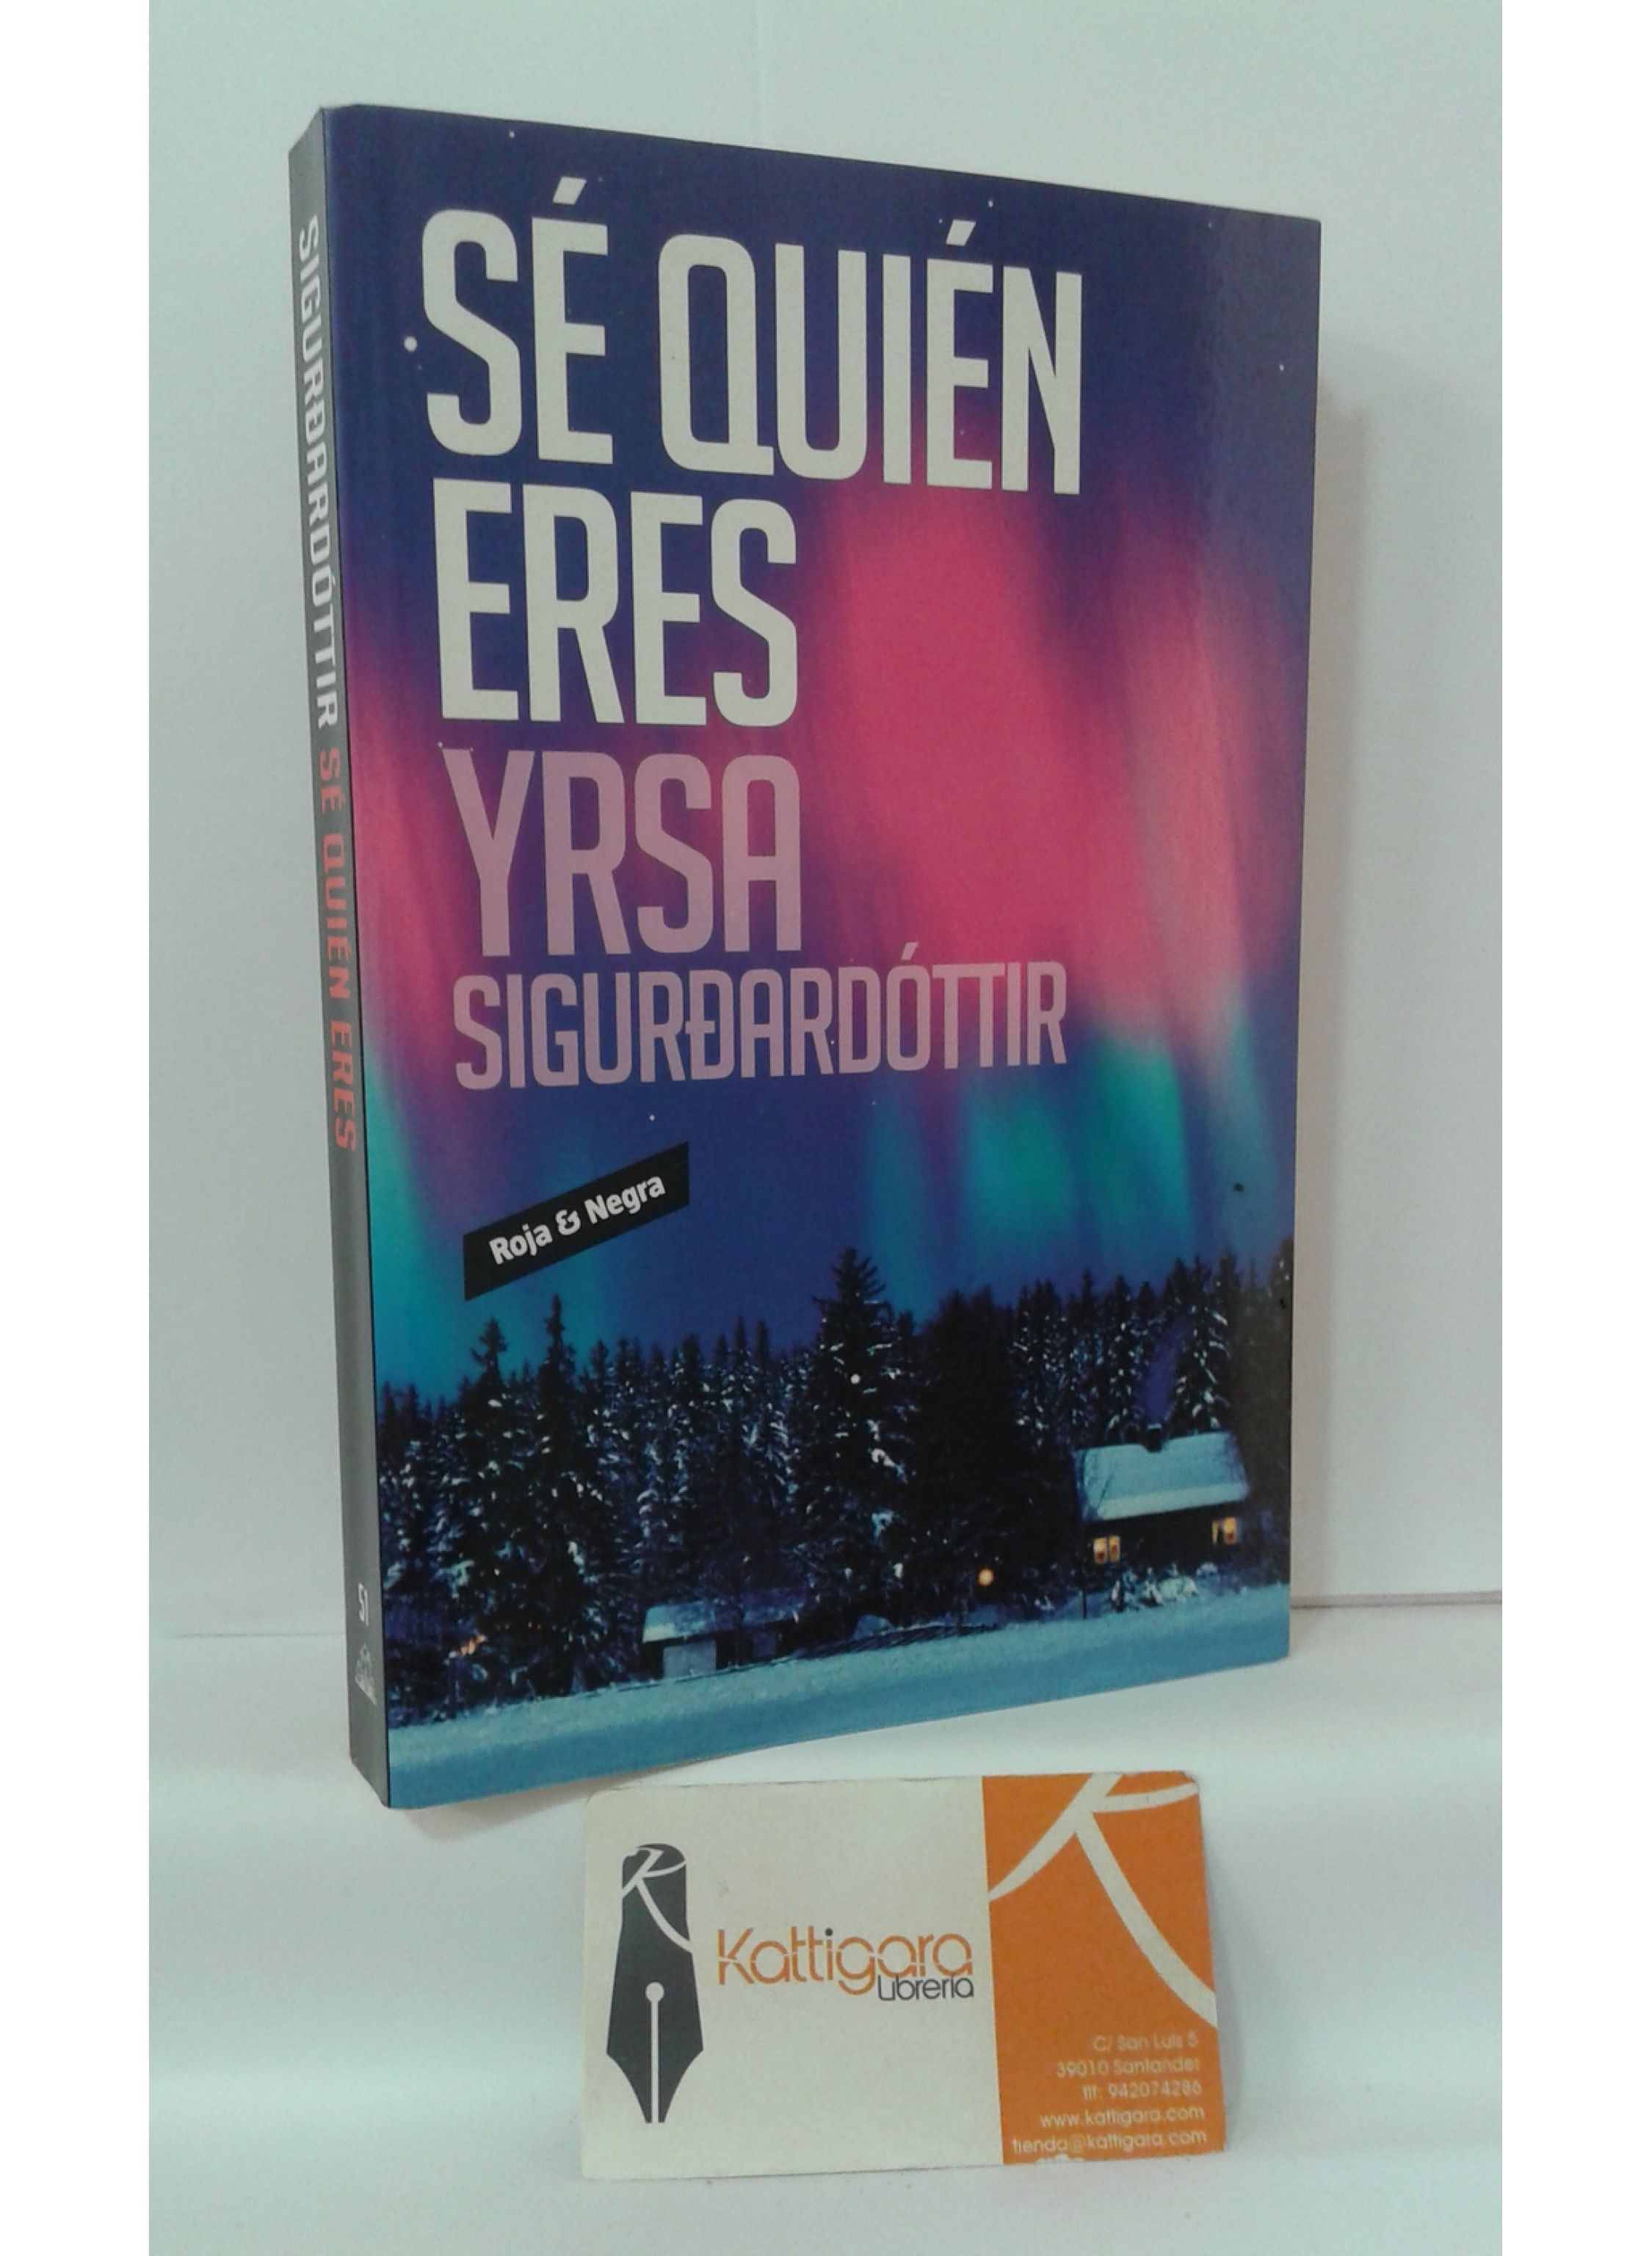 SÉ QUIÉN
ERES
YRSA
SIGURÐARDÓTTIR
Roja & Negra
SIGURÐARDÓTTIR SÉ QUIÉN ERES
51
Kattigara
Librería
C/ San Luis 5
39010 Santander
tlf: 942074286
www.kattigara.com
tienda@kattigara.com